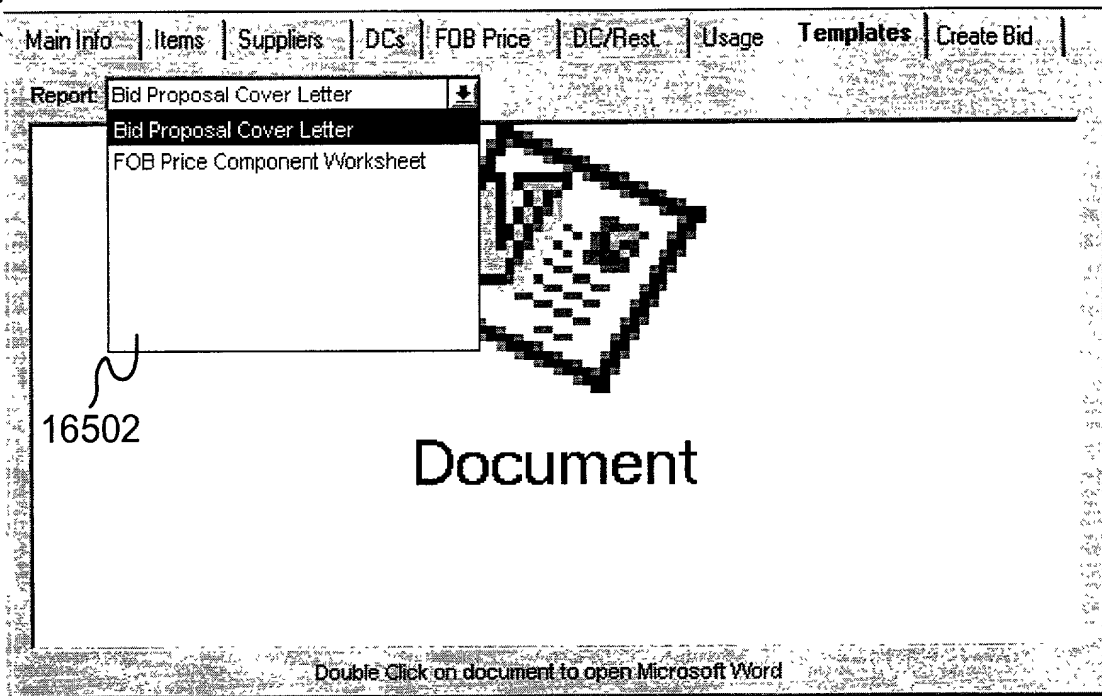 Main Info Items Suppliers DCs FOB Price DC/Rest. Usage Templates Create Bid
Report: Bid Proposal Cover Letter
Bid Proposal Cover Letter
FOB Price Component Worksheet
16502
Document
Double Click on document to open Microsoft Word